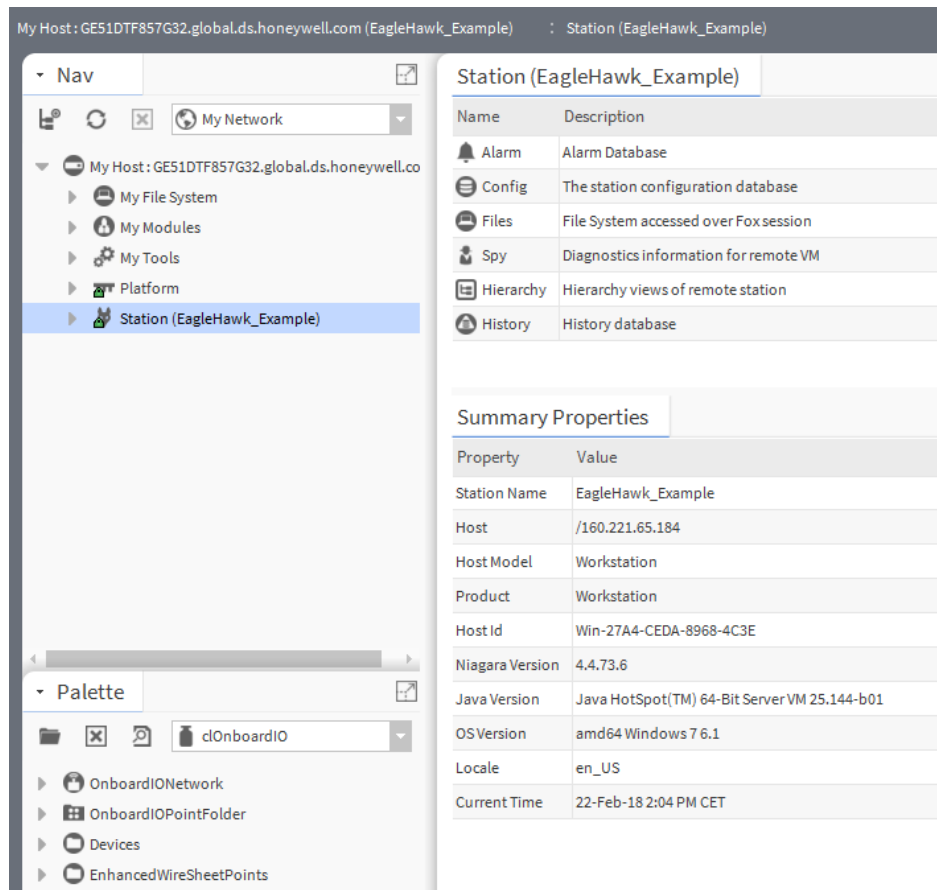 My Host : GE51DTF857G32.global.ds.honeywell.com (EagleHawk_Example) : Station (EagleHawk_Example)
Nav
My Network
My Host : GE51DTF857G32.global.ds.honeywell.co
My File System
My Modules
My Tools
Platform
Station (EagleHawk_Example)
Palette
clOnboardIO
OnboardIONetwork
OnboardIOPointFolder
Devices
EnhancedWireSheetPoints
Station (EagleHawk_Example)
Name Description
Alarm Alarm Database
Config The station configuration database
Files File System accessed over Fox session
Spy Diagnostics information for remote VM
Hierarchy Hierarchy views of remote station
History History database
Summary Properties
Property Value
Station Name EagleHawk_Example
Host /160.221.65.184
Host Model Workstation
Product Workstation
Host Id Win-27A4-CEDA-8968-4C3E
Niagara Version 4.4.73.6
Java Version Java HotSpot(TM) 64-Bit Server VM 25.144-b01
OS Version amd64 Windows 7 6.1
Locale en_US
Current Time 22-Feb-18 2:04 PM CET